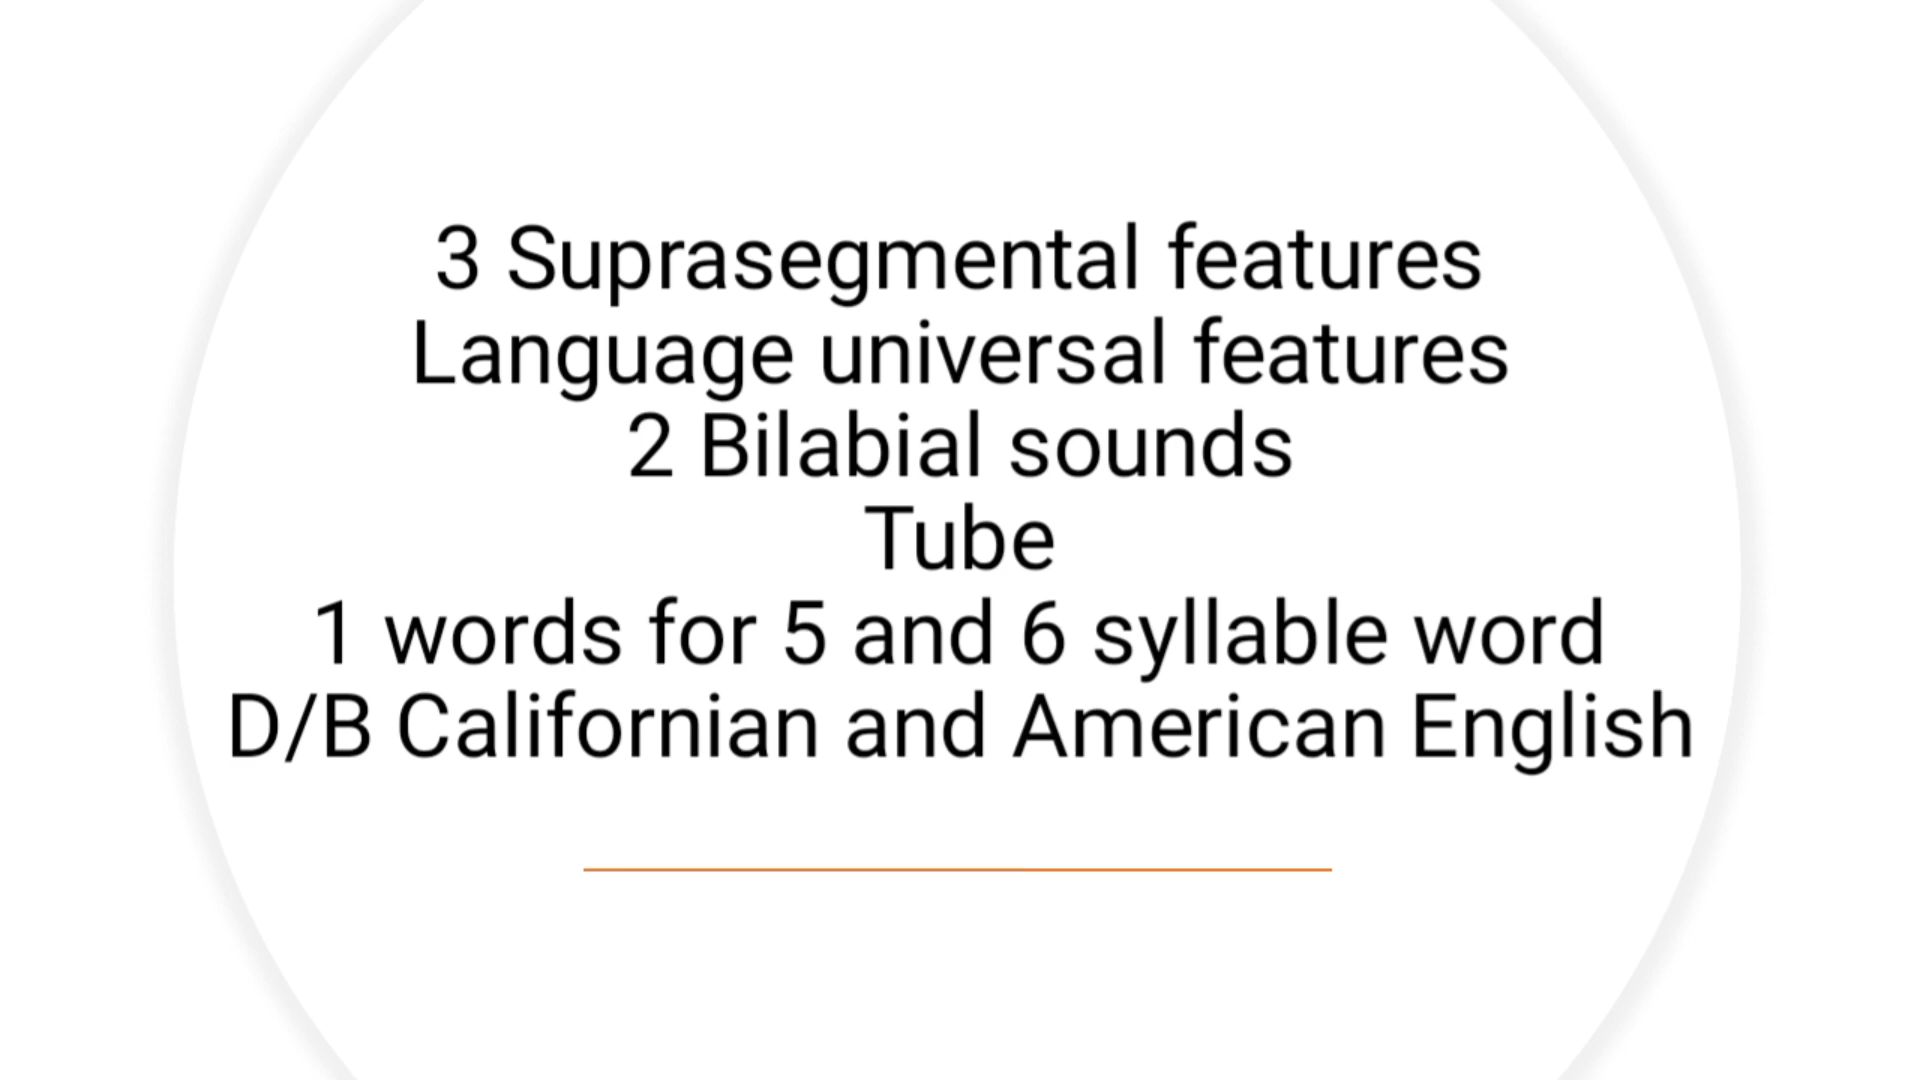 3 Suprasegmental features
Language universal features
2 Bilabial sounds
Tube
1 words for 5 and 6 syllable word
D/B Californian and American English